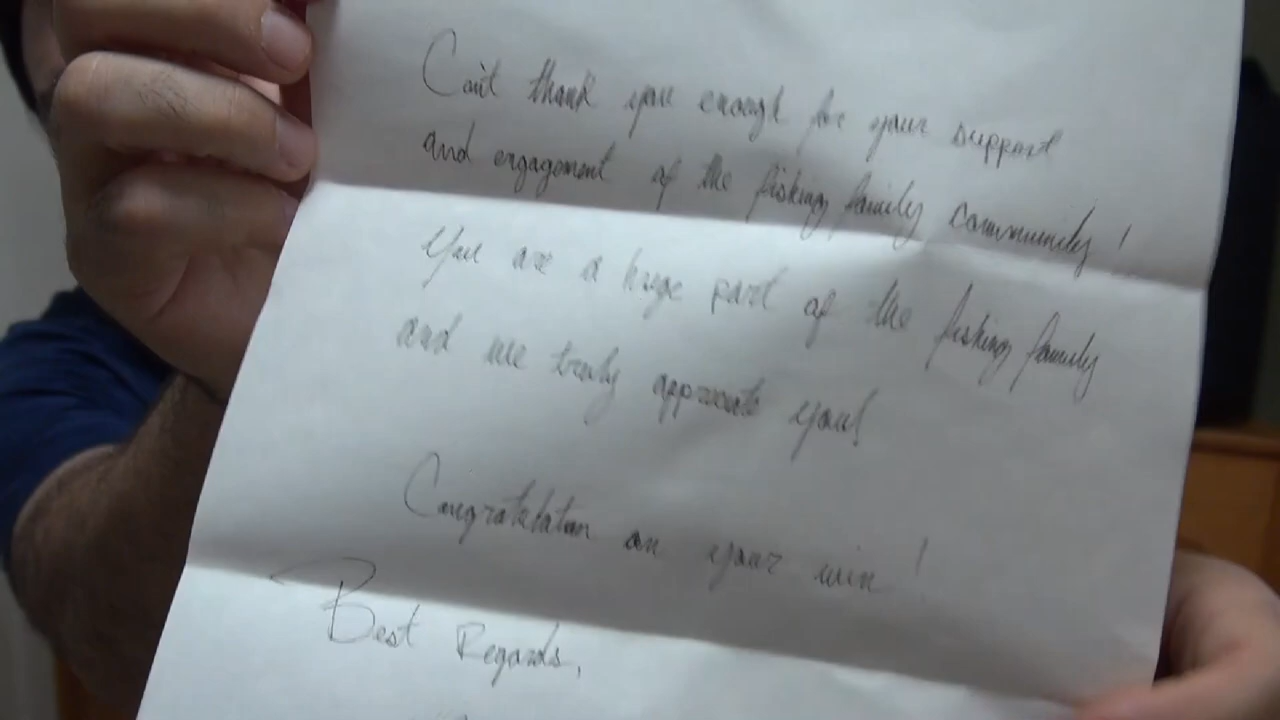 Can't thank you enough for your support
and engagement of the fishing family community!
You are a huge part of the fishing family
and we truly appreciate you!
Congratulation on your win!
Best Regards,